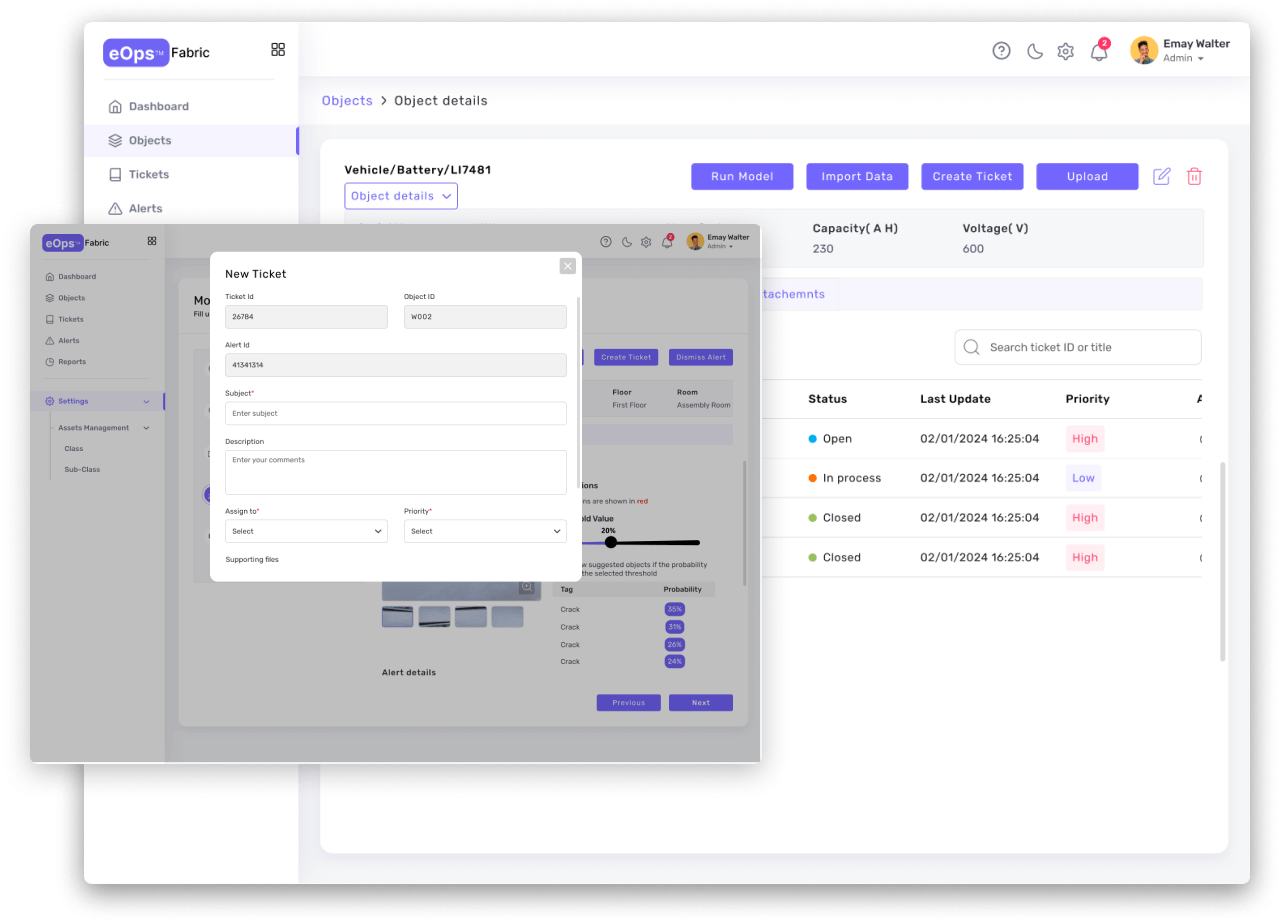 eOps™ Fabric
2
Emay Walter
Admin
Dashboard
Objects
Tickets
Alerts
Objects > Object details
Vehicle/Battery/LI7481
Object details
Run Model
Import Data
Create Ticket
Upload
Capacity( A H)
Voltage( V)
230
600
tachemnts
Search ticket ID or title
Status
Last Update
Priority
Open
02/01/2024 16:25:04
High
In process
02/01/2024 16:25:04
Low
Closed
02/01/2024 16:25:04
High
Closed
02/01/2024 16:25:04
High
eOps™ Fabric
2
Emay Walter
Admin
Dashboard
Objects
Tickets
Alerts
Reports
Settings
Assets Management
Class
Sub-Class
Mo
Fill u
New Ticket
Ticket Id
Object ID
26784
W002
Alert Id
41341314
Subject*
Enter subject
Description
Enter your comments
Assign to*
Priority*
Select
Select
Supporting files
Create Ticket
Dismiss Alert
Floor
Room
First Floor
Assembly Room
ions
ns are shown in red
old Value
20%
w suggested objects if the probability
the selected threshold
Tag
Probability
Crack
35%
Crack
31%
Crack
26%
Crack
24%
Alert details
Previous
Next